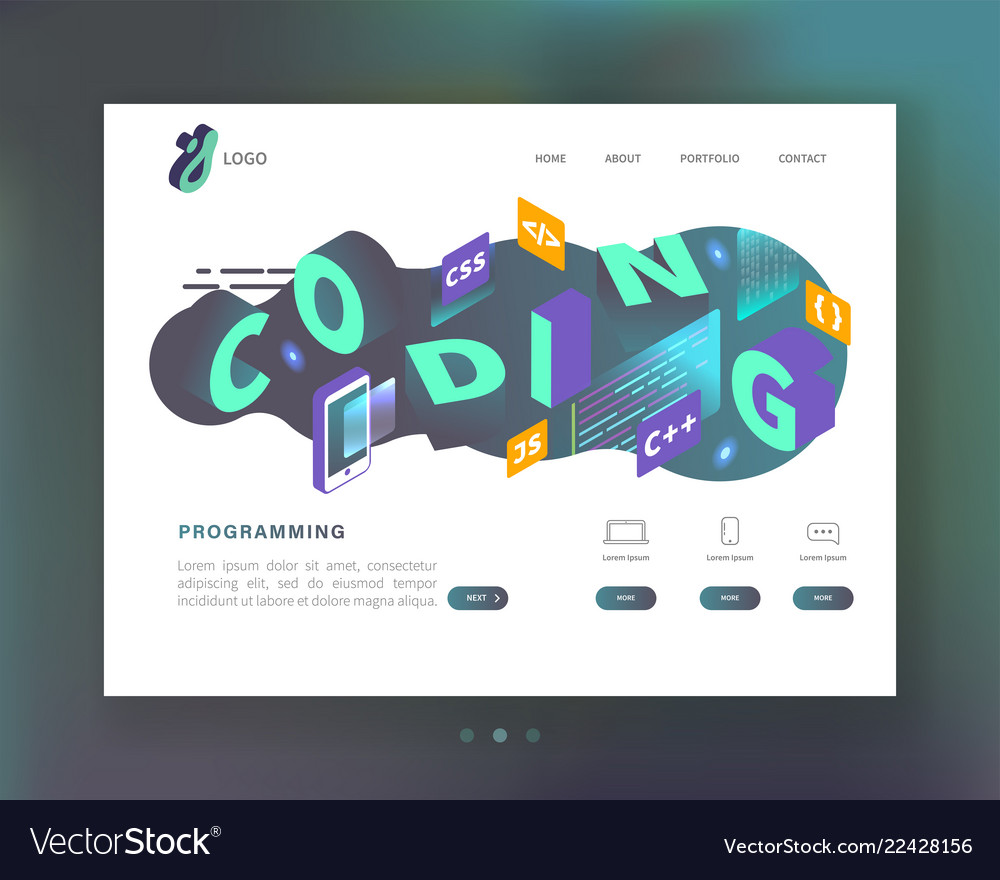 LOGO
HOME ABOUT PORTFOLIO CONTACT
</>
CSS
CODING
{ }
JS
C++
PROGRAMMING
Lorem ipsum dolor sit amet, consectetur
adipiscing elit, sed do eiusmod tempor
incididunt ut labore et dolore magna aliqua.
NEXT >
Lorem Ipsum Lorem Ipsum Lorem Ipsum
MORE MORE MORE
VectorStock®
VectorStock.com/22428156